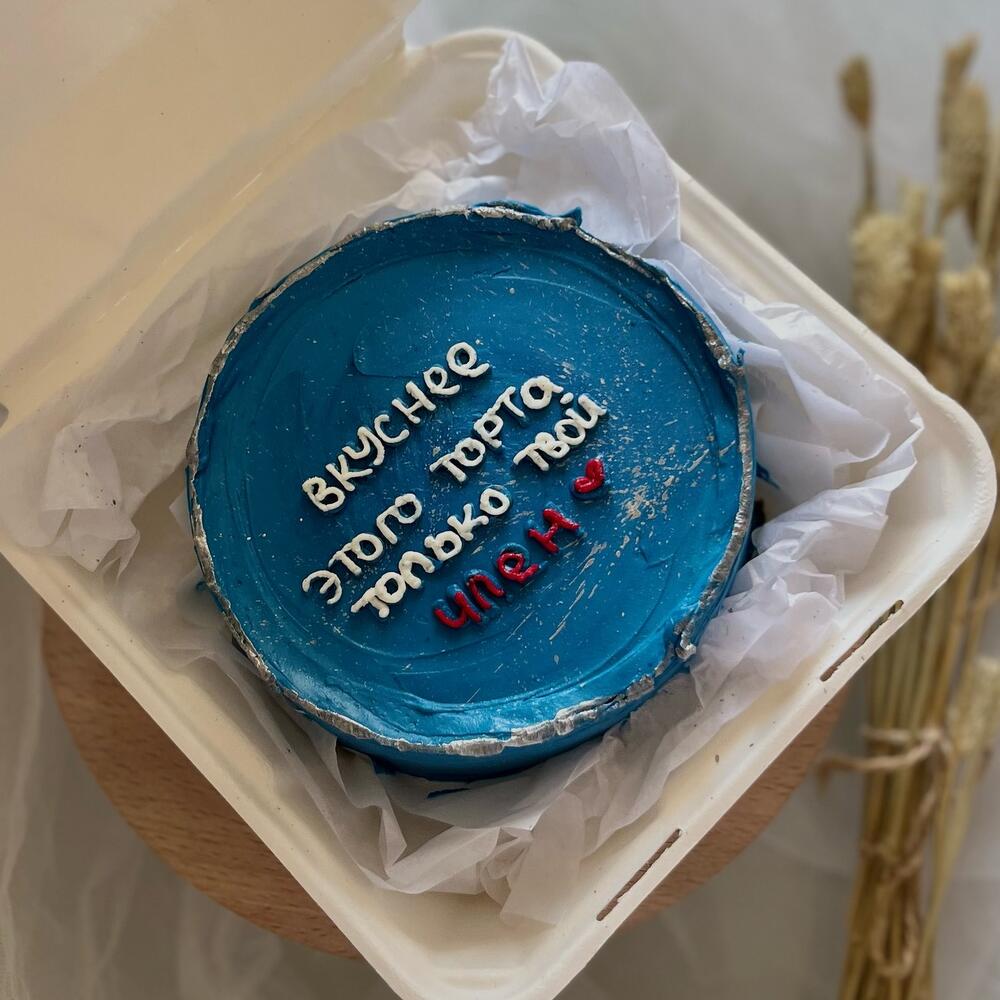 вкуснее
этого торта,
только твой
член